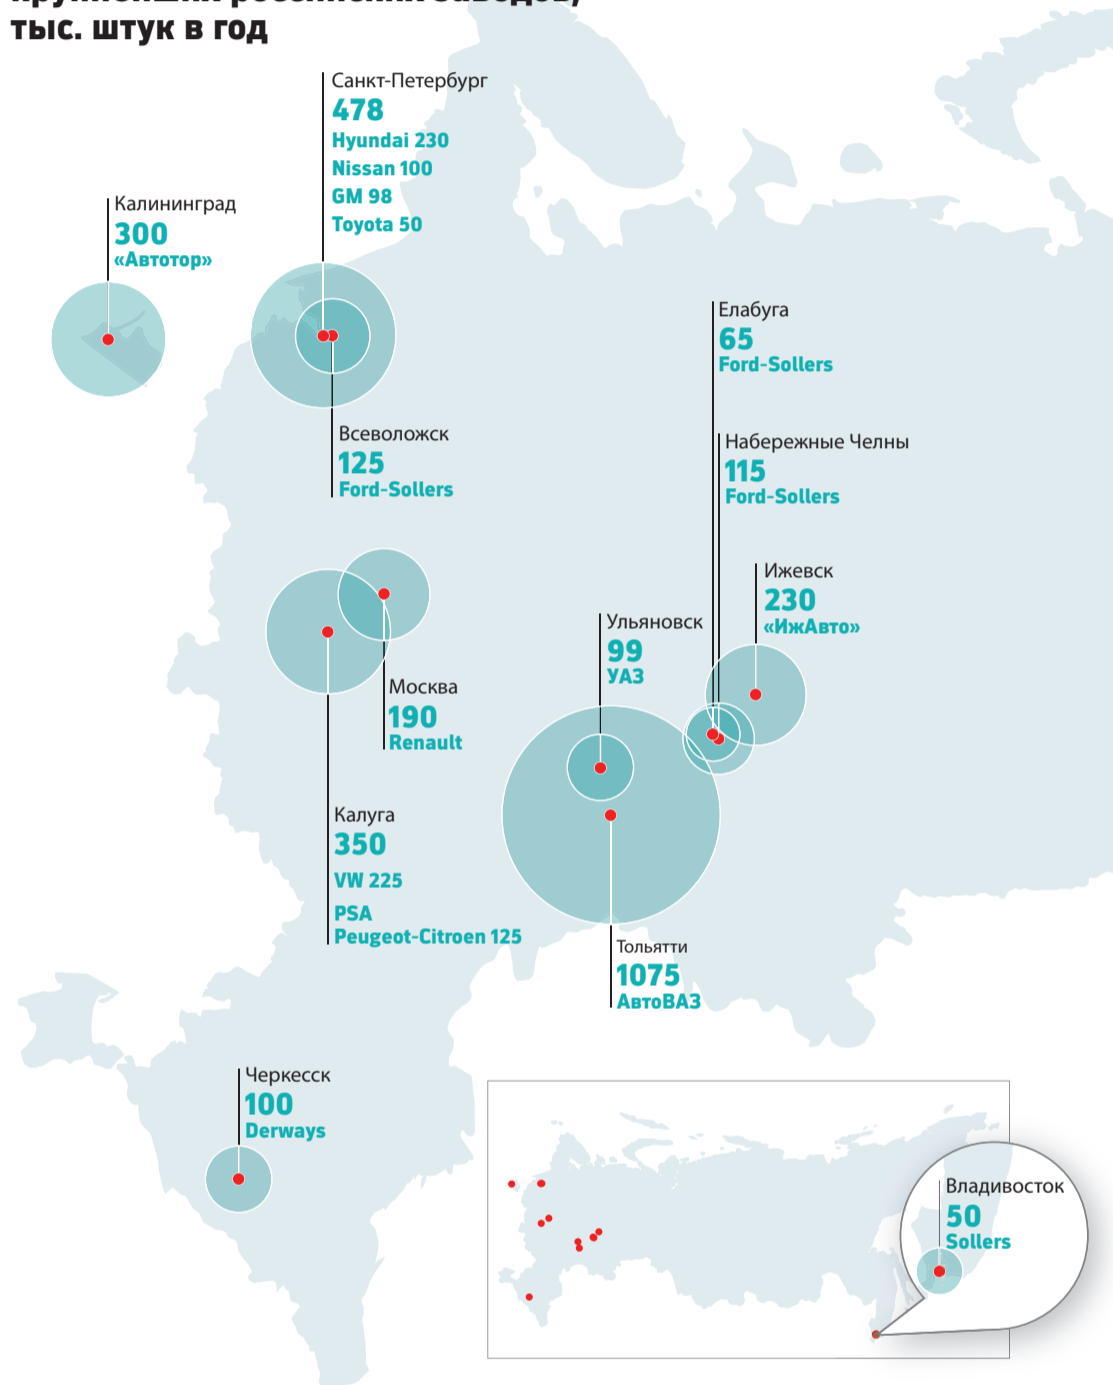 тыс. штук в год
Санкт-Петербург
478
Hyundai 230
Nissan 100
GM 98
Toyota 50
Калининград
300
«Автотор»
Елабуга
65
Ford-Sollers
Всеволожск
125
Ford-Sollers
Набережные Челны
115
Ford-Sollers
Ижевск
230
«ИжАвто»
Ульяновск
99
УАЗ
Москва
190
Renault
Калуга
350
VW 225
PSA
Peugeot-Citroen 125
Тольятти
1075
АвтоВАЗ
Черкесск
100
Derways
Владивосток
50
Sollers